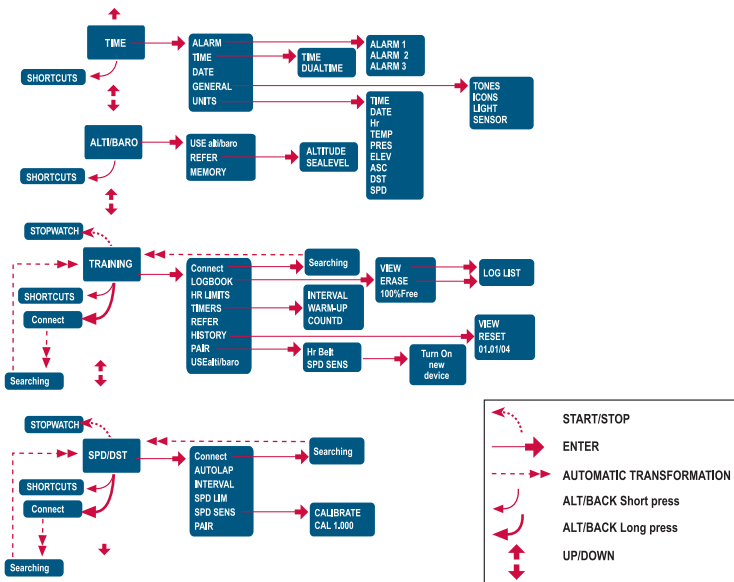 TIME
SHORTCUTS
ALARM
TIME
DATE
GENERAL
UNITS
TIME
DUALTIME
ALARM 1
ALARM 2
ALARM 3
TONES
ICONS
LIGHT
SENSOR
TIME
DATE
Hr
TEMP
PRES
ELEV
ASC
DST
SPD
ALTI/BARO
SHORTCUTS
USE alti/baro
REFER
MEMORY
ALTITUDE
SEALEVEL
STOPWATCH
TRAINING
SHORTCUTS
Connect
Searching
Connect
LOGBOOK
HR LIMITS
TIMERS
REFER
HISTORY
PAIR
USEalti/baro
Searching
INTERVAL
WARM-UP
COUNTD
Hr Belt
SPD SENS
VIEW
ERASE
100%Free
LOG LIST
VIEW
RESET
01.01/04
Turn On
new
device
STOPWATCH
SPD/DST
SHORTCUTS
Connect
Searching
Connect
AUTOLAP
INTERVAL
SPD LIM
SPD SENS
PAIR
Searching
CALIBRATE
CAL 1.000
START/STOP
ENTER
AUTOMATIC TRANSFORMATION
ALT/BACK Short press
ALT/BACK Long press
UP/DOWN